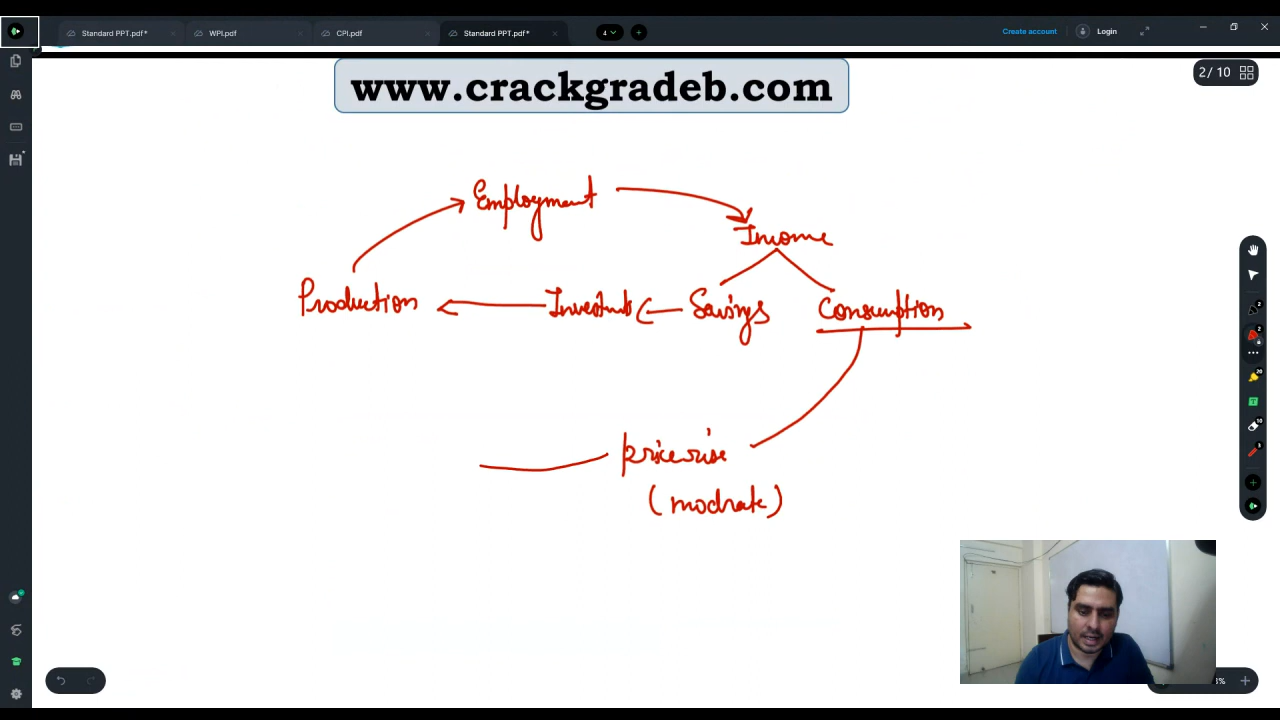 Standard PPT.pdf*
WPI.pdf
CPI.pdf
Standard PPT.pdf*
4
Create account
Login
2 / 10
www.crackgradeb.com
Employment
Income
Production
Savings
Consumption
pricerise
(modrate)